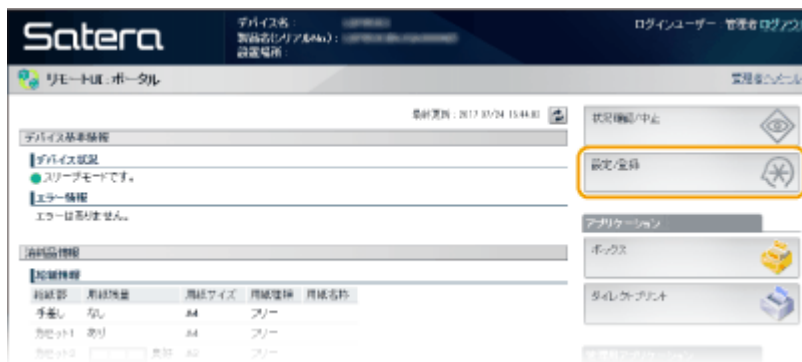 Satera
デバイス名 :
製品名(シリアルNo.) :
設置場所 :
ログインユーザー : 管理者 ログアウト
リモートUI : ポータル
管理者へメール
最終更新 : 2017 07/24 15:44:03
デバイス基本情報
デバイス状況
スリープモードです。
エラー情報
エラーはありません。
消耗品情報
給紙情報
給紙部 用紙残量 用紙サイズ 用紙種類 用紙名称
手差し なし A4 フリー
カセット1 あり A4 フリー
状況確認/中止
設定/登録
アプリケーション
ボックス
ダイレクトプリント